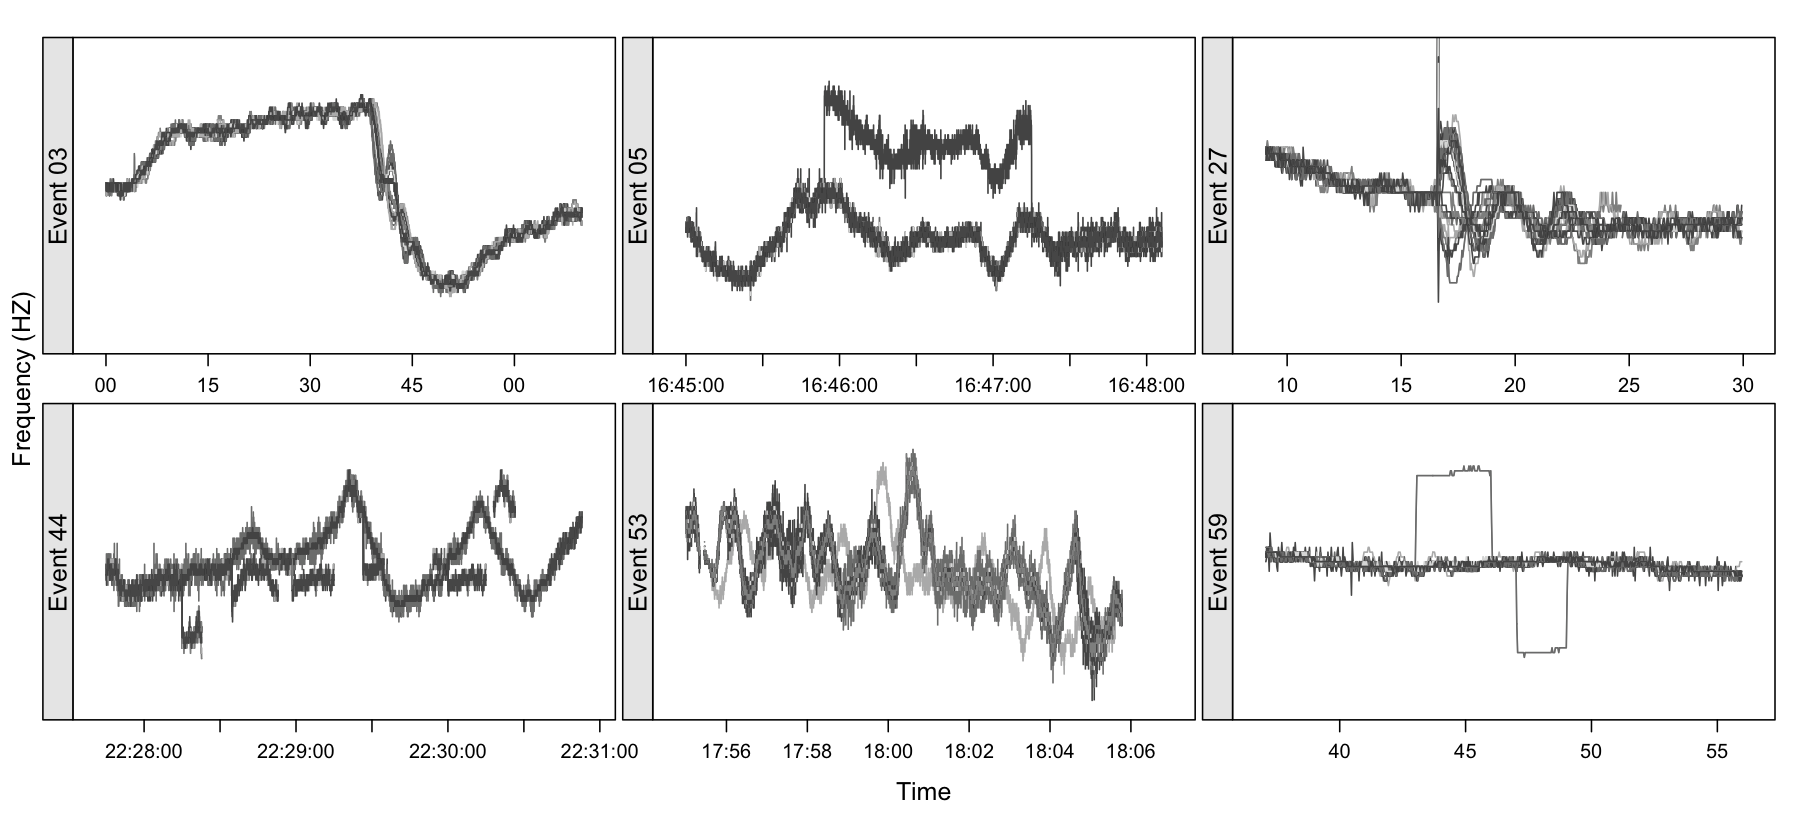 Event 03
Event 05
Event 27
00 15 30 45 00
16:45:00 16:46:00 16:47:00 16:48:00
10 15 20 25 30
Frequency (HZ)
Event 44
Event 53
Event 59
22:28:00 22:29:00 22:30:00 22:31:00
17:56 17:58 18:00 18:02 18:04 18:06
40 45 50 55
Time